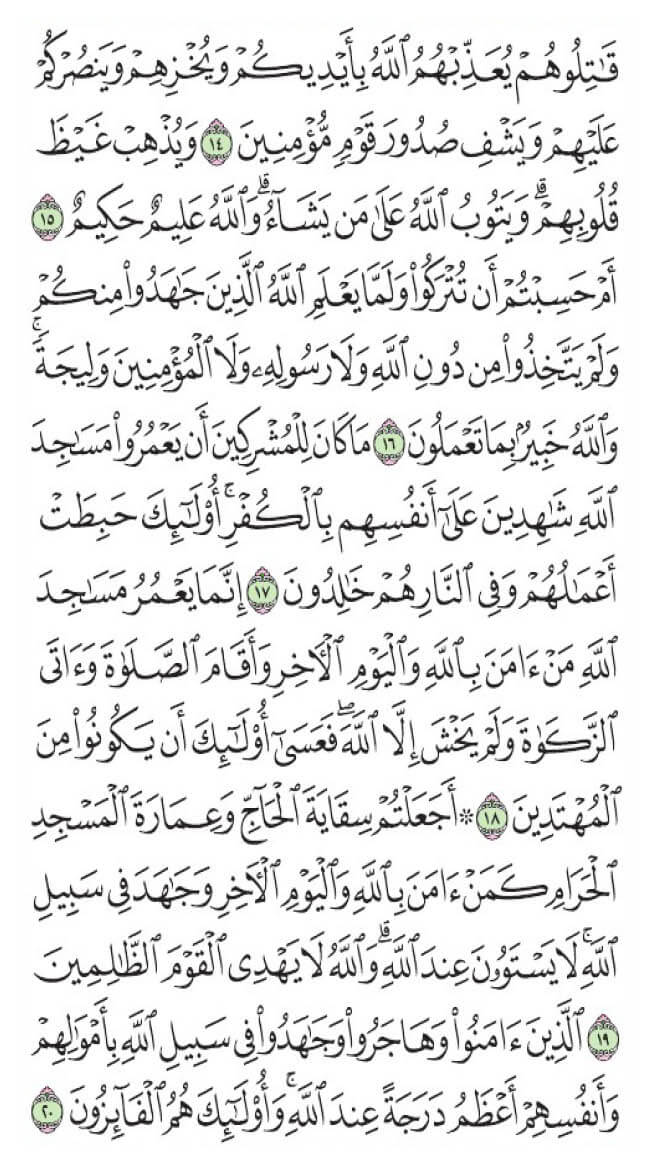 قَٰتِلُوهُمْ يُعَذِّبْهُمُ ٱللَّهُ بِأَيْدِيكُمْ وَيُخْزِهِمْ وَيَنصُرْكُمْ
عَلَيْهِمْ وَيَشْفِ صُدُورَ قَوْمٍ مُّؤْمِنِينَ ١٤ وَيُذْهِبْ غَيْظَ
قُلُوبِهِمْۗ وَيَتُوبُ ٱللَّهُ عَلَىٰ مَن يَشَآءُۗ وَٱللَّهُ عَلِيمٌ حَكِيمٌ ١٥
أَمْ حَسِبْتُمْ أَن تُتْرَكُوا۟ وَلَمَّا يَعْلَمِ ٱللَّهُ ٱلَّذِينَ جَٰهَدُوا۟ مِنكُمْ
وَلَمْ يَتَّخِذُوا۟ مِن دُونِ ٱللَّهِ وَلَا رَسُولِهِۦ وَلَا ٱلْمُؤْمِنِينَ وَلِيجَةًۚ
وَٱللَّهُ خَبِيرٌۢ بِمَا تَعْمَلُونَ ١٦ مَا كَانَ لِلْمُشْرِكِينَ أَن يَعْمُرُوا۟ مَسَٰجِدَ
ٱللَّهِ شَٰهِدِينَ عَلَىٰٓ أَنفُسِهِم بِٱلْكُفْرِۚ أُو۟لَٰٓئِكَ حَبِطَتْ
أَعْمَٰلُهُمْ وَفِى ٱلنَّارِ هُمْ خَٰلِدُونَ ١٧ إِنَّمَا يَعْمُرُ مَسَٰجِدَ
ٱللَّهِ مَنْ ءَامَنَ بِٱللَّهِ وَٱلْيَوْمِ ٱلْءَاخِرِ وَأَقَامَ ٱلصَّلَوٰةَ وَءَاتَى
ٱلزَّكَوٰةَ وَلَمْ يَخْشَ إِلَّا ٱللَّهَۖ فَعَسَىٰٓ أُو۟لَٰٓئِكَ أَن يَكُونُوا۟ مِنَ
ٱلْمُهْتَدِينَ ١٨ ۞ أَجَعَلْتُمْ سِقَايَةَ ٱلْحَآجِّ وَعِمَارَةَ ٱلْمَسْجِدِ
ٱلْحَرَامِ كَمَنْ ءَامَنَ بِٱللَّهِ وَٱلْيَوْمِ ٱلْءَاخِرِ وَجَٰهَدَ فِى سَبِيلِ
ٱللَّهِۚ لَا يَسْتَوُۥنَ عِندَ ٱللَّهِۗ وَٱللَّهُ لَا يَهْدِى ٱلْقَوْمَ ٱلظَّٰلِمِينَ
١٩ ٱلَّذِينَ ءَامَنُوا۟ وَهَاجَرُوا۟ وَجَٰهَدُوا۟ فِى سَبِيلِ ٱللَّهِ بِأَمْوَٰلِهِمْ
وَأَنفُسِهِمْ أَعْظَمُ دَرَجَةً عِندَ ٱللَّهِۚ وَأُو۟لَٰٓئِكَ هُمُ ٱلْفَآئِزُونَ ٢٠